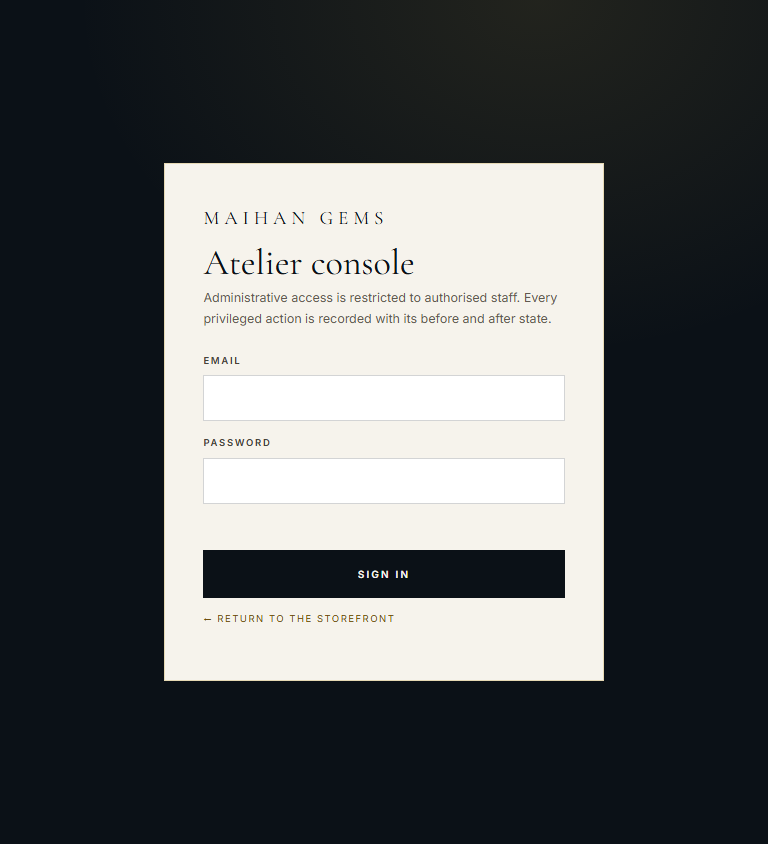 MAIHAN GEMS
Atelier console
Administrative access is restricted to authorised staff. Every
privileged action is recorded with its before and after state.
EMAIL
PASSWORD
SIGN IN
← RETURN TO THE STOREFRONT